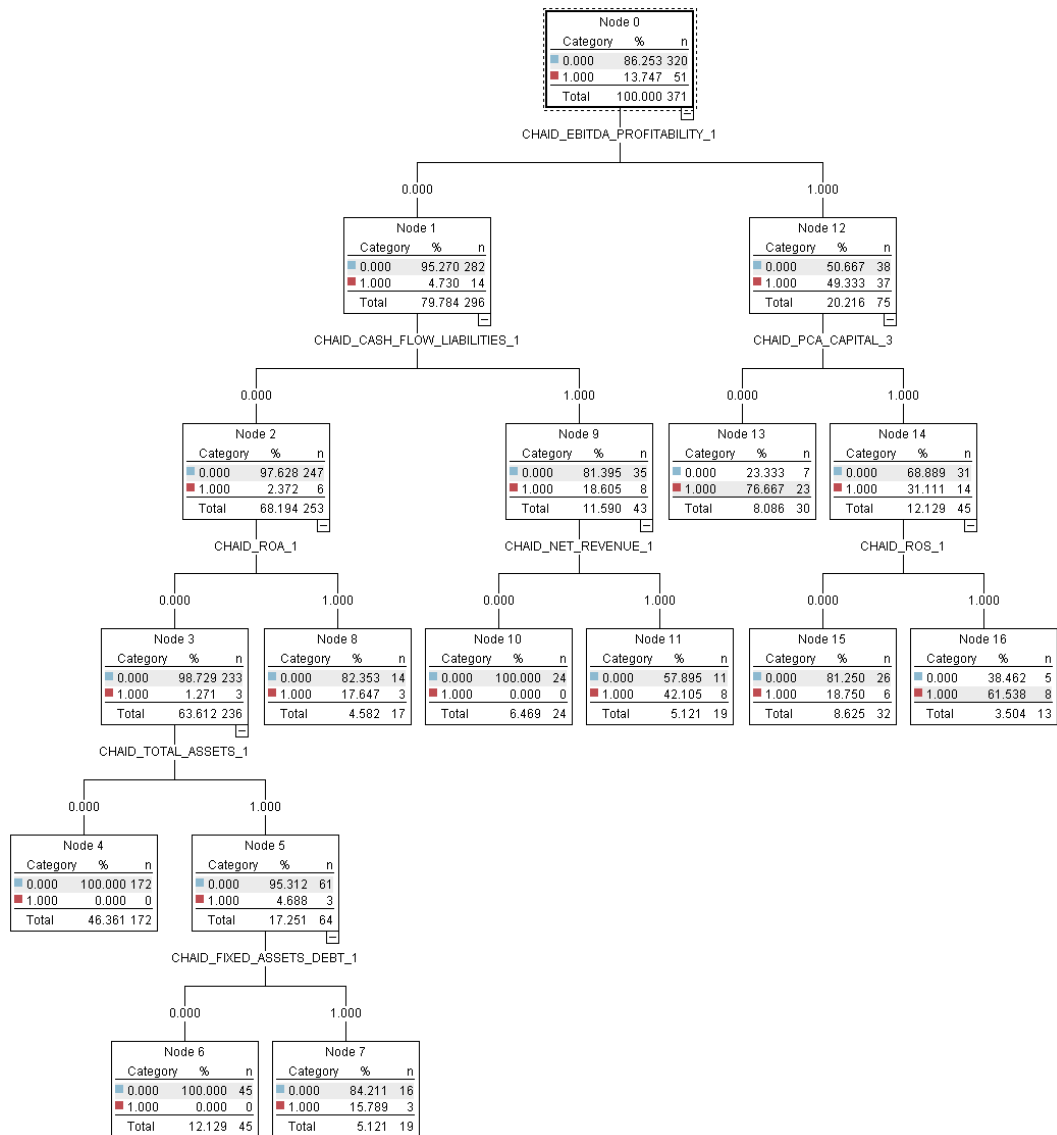 Node 0
Category % n
0.000 86.253 320
1.000 13.747 51
Total 100.000 371
CHAID_EBITDA_PROFITABILITY_1
0.000 1.000
Node 1
Category % n
0.000 95.270 282
1.000 4.730 14
Total 79.784 296
Node 12
Category % n
0.000 50.667 38
1.000 49.333 37
Total 20.216 75
CHAID_CASH_FLOW_LIABILITIES_1
CHAID_PCA_CAPITAL_3
0.000 1.000 0.000 1.000
Node 2
Category % n
0.000 97.628 247
1.000 2.372 6
Total 68.194 253
Node 9
Category % n
0.000 81.395 35
1.000 18.605 8
Total 11.590 43
Node 13
Category % n
0.000 23.333 7
1.000 76.667 23
Total 8.086 30
Node 14
Category % n
0.000 68.889 31
1.000 31.111 14
Total 12.129 45
CHAID_ROA_1
CHAID_NET_REVENUE_1
CHAID_ROS_1
0.000 1.000 0.000 1.000 0.000 1.000
Node 3
Category % n
0.000 98.729 233
1.000 1.271 3
Total 63.612 236
Node 8
Category % n
0.000 82.353 14
1.000 17.647 3
Total 4.582 17
Node 10
Category % n
0.000 100.000 24
1.000 0.000 0
Total 6.469 24
Node 11
Category % n
0.000 57.895 11
1.000 42.105 8
Total 5.121 19
Node 15
Category % n
0.000 81.250 26
1.000 18.750 6
Total 8.625 32
Node 16
Category % n
0.000 38.462 5
1.000 61.538 8
Total 3.504 13
CHAID_TOTAL_ASSETS_1
0.000 1.000
Node 4
Category % n
0.000 100.000 172
1.000 0.000 0
Total 46.361 172
Node 5
Category % n
0.000 95.312 61
1.000 4.688 3
Total 17.251 64
CHAID_FIXED_ASSETS_DEBT_1
0.000 1.000
Node 6
Category % n
0.000 100.000 45
1.000 0.000 0
Total 12.129 45
Node 7
Category % n
0.000 84.211 16
1.000 15.789 3
Total 5.121 19